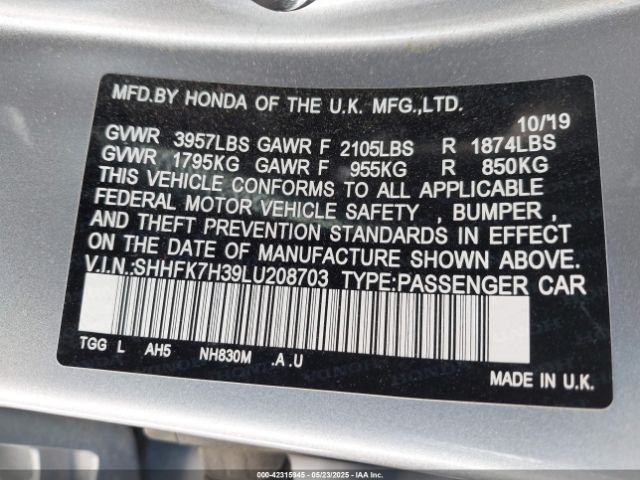 MFD.BY HONDA OF THE U.K. MFG.,LTD.
10/19
GVWR 3957LBS GAWR F 2105LBS R 1874LBS
GVWR 1795KG GAWR F 955KG R 850KG
THIS VEHICLE CONFORMS TO ALL APPLICABLE
FEDERAL MOTOR VEHICLE SAFETY , BUMPER ,
AND THEFT PREVENTION STANDARDS IN EFFECT
ON THE DATE OF MANUFACTURE SHOWN ABOVE.
V.I.N.:SHHFK7H39LU208703 TYPE:PASSENGER CAR
TGG L AH5 NH830M .A .U
MADE IN U.K.
000-42315945 - 05/23/2025 - IAAI.COM